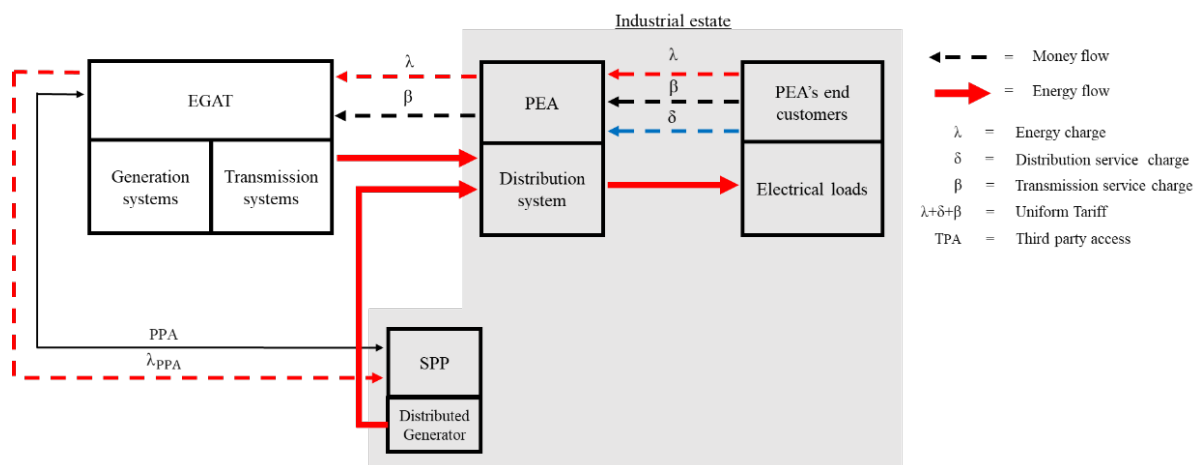 Industrial estate
λ
β
EGAT
Generation
systems
Transmission
systems
PEA
Distribution
system
λ
β
δ
PEA's end
customers
Electrical loads
PPA
λPPA
SPP
Distributed
Generator
= Money flow
= Energy flow
λ = Energy charge
δ = Distribution service charge
β = Transmission service charge
λ+δ+β = Uniform Tariff
TPA = Third party access